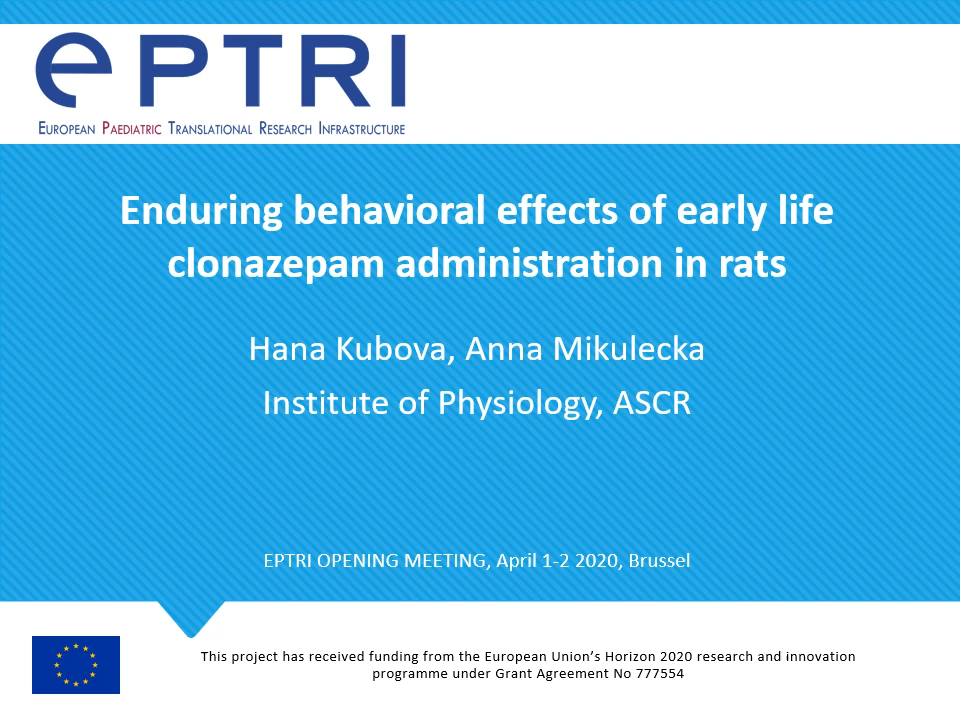 ePTRI
European Paediatric Translational Research Infrastructure
Enduring behavioral effects of early life
clonazepam administration in rats
Hana Kubova, Anna Mikulecka
Institute of Physiology, ASCR
EPTRI OPENING MEETING, April 1-2 2020, Brussel
This project has received funding from the European Union’s Horizon 2020 research and innovation
programme under Grant Agreement No 777554